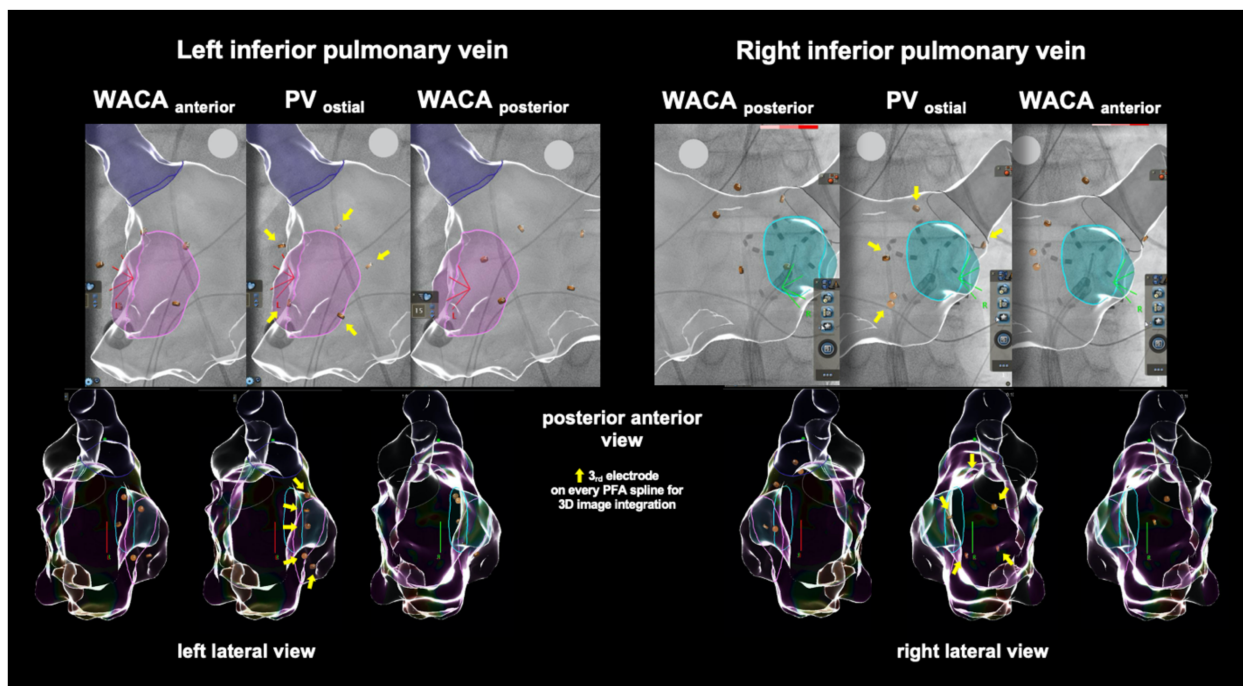 Left inferior pulmonary vein
Right inferior pulmonary vein
WACA anterior
PV ostial
WACA posterior
WACA posterior
PV ostial
WACA anterior
posterior anterior
view
3rd electrode
on every PFA spline for
3D image integration
left lateral view
right lateral view